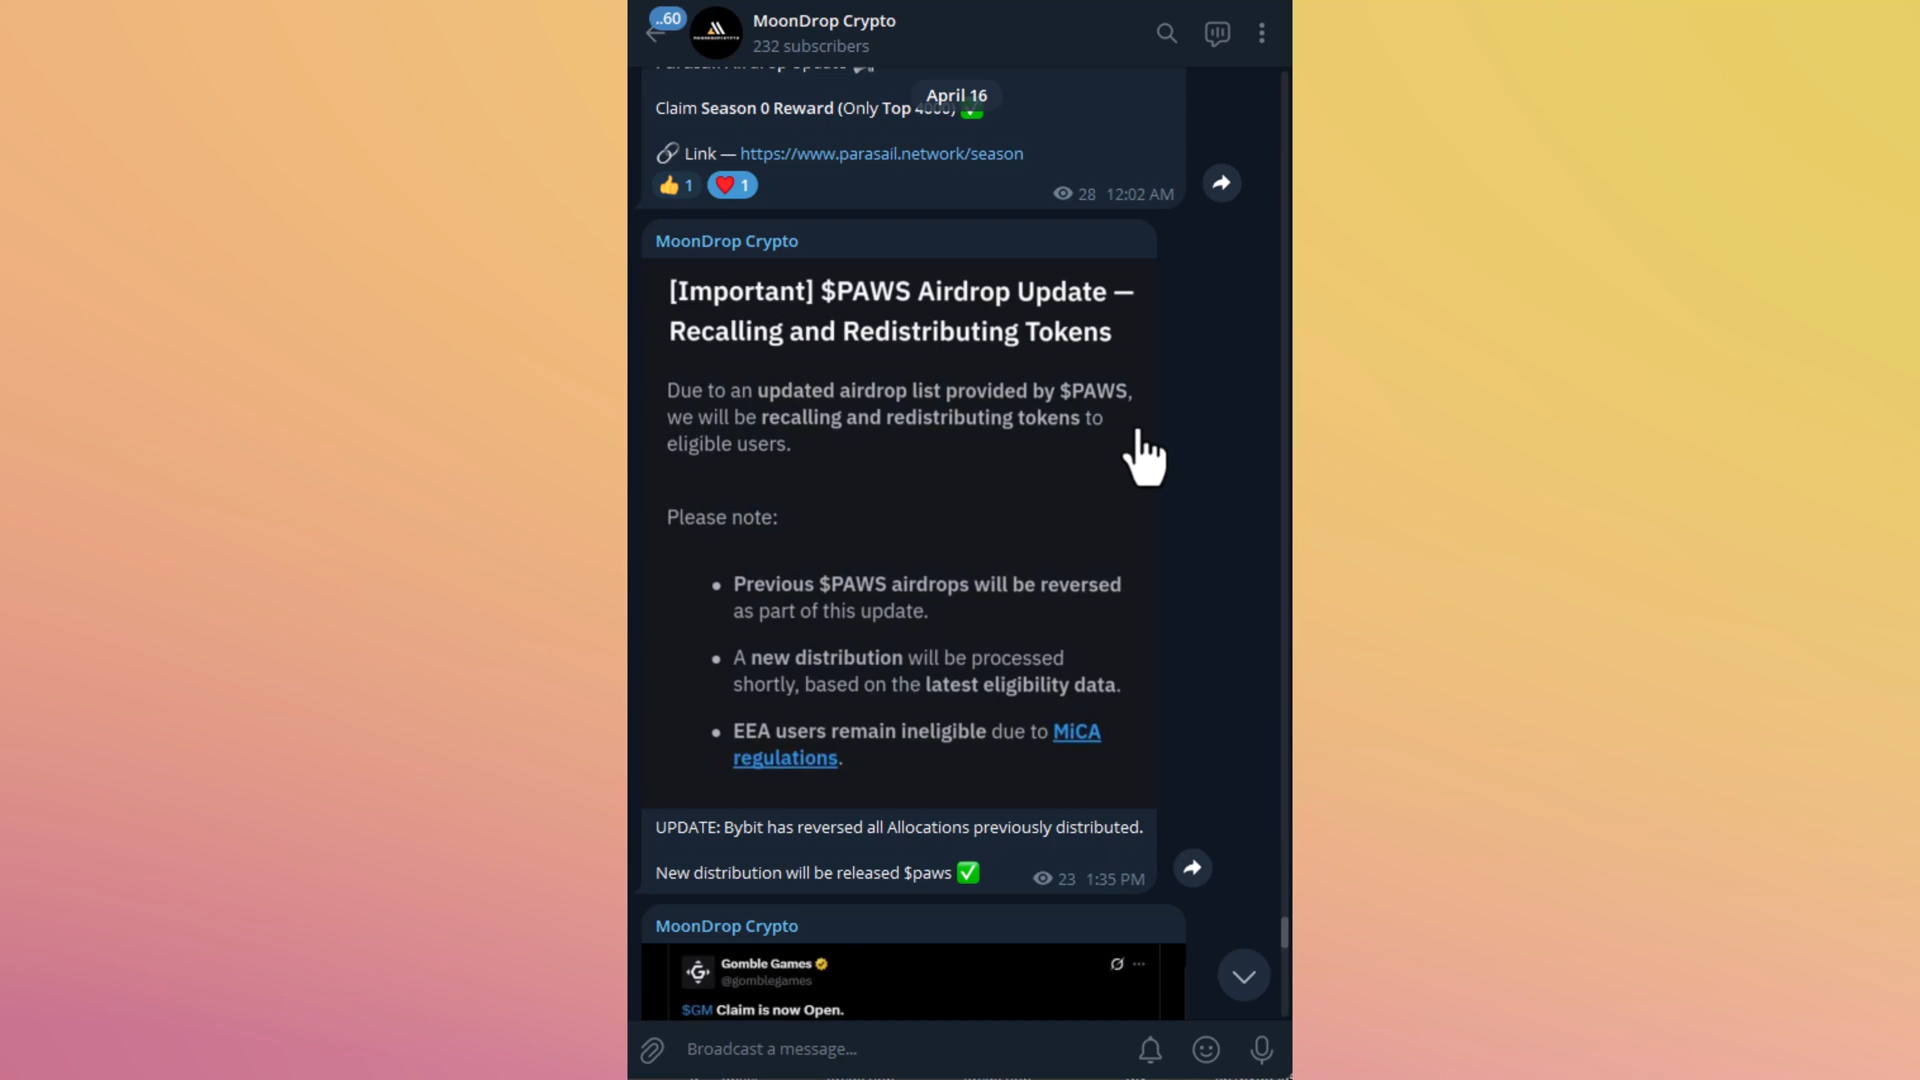 ..60
MoonDrop Crypto
232 subscribers
Parasail Airdrop Update
April 16
Claim Season 0 Reward (Only Top 4000) ✅
🔗 Link — https://www.parasail.network/season
👍 1 ❤️ 1
28 12:02 AM
MoonDrop Crypto
[Important] $PAWS Airdrop Update —
Recalling and Redistributing Tokens
Due to an updated airdrop list provided by $PAWS,
we will be recalling and redistributing tokens to
eligible users.
Please note:
• Previous $PAWS airdrops will be reversed
as part of this update.
• A new distribution will be processed
shortly, based on the latest eligibility data.
• EEA users remain ineligible due to MiCA
regulations.
UPDATE: Bybit has reversed all Allocations previously distributed.
New distribution will be released $paws ✅
23 1:35 PM
MoonDrop Crypto
Gomble Games
@gomblegames
$GM Claim is now Open.
Broadcast a message...